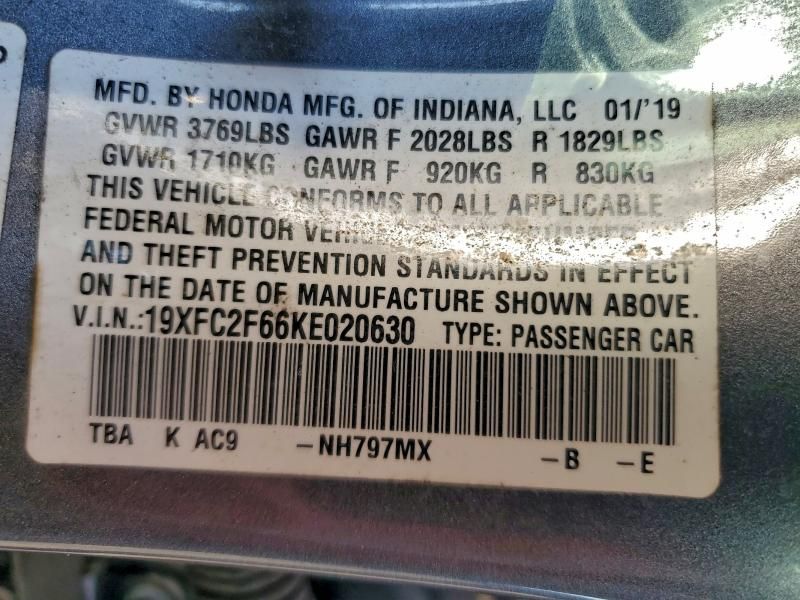 MFD. BY HONDA MFG. OF INDIANA, LLC 01/'19
GVWR 3769LBS GAWR F 2028LBS R 1829LBS
GVWR 1710KG GAWR F 920KG R 830KG
THIS VEHICLE CONFORMS TO ALL APPLICABLE
FEDERAL MOTOR VEHICLE
AND THEFT PREVENTION STANDARDS IN EFFECT
ON THE DATE OF MANUFACTURE SHOWN ABOVE.
V.I.N.:19XFC2F66KE020630 TYPE: PASSENGER CAR
TBA K AC9 -NH797MX -B -E